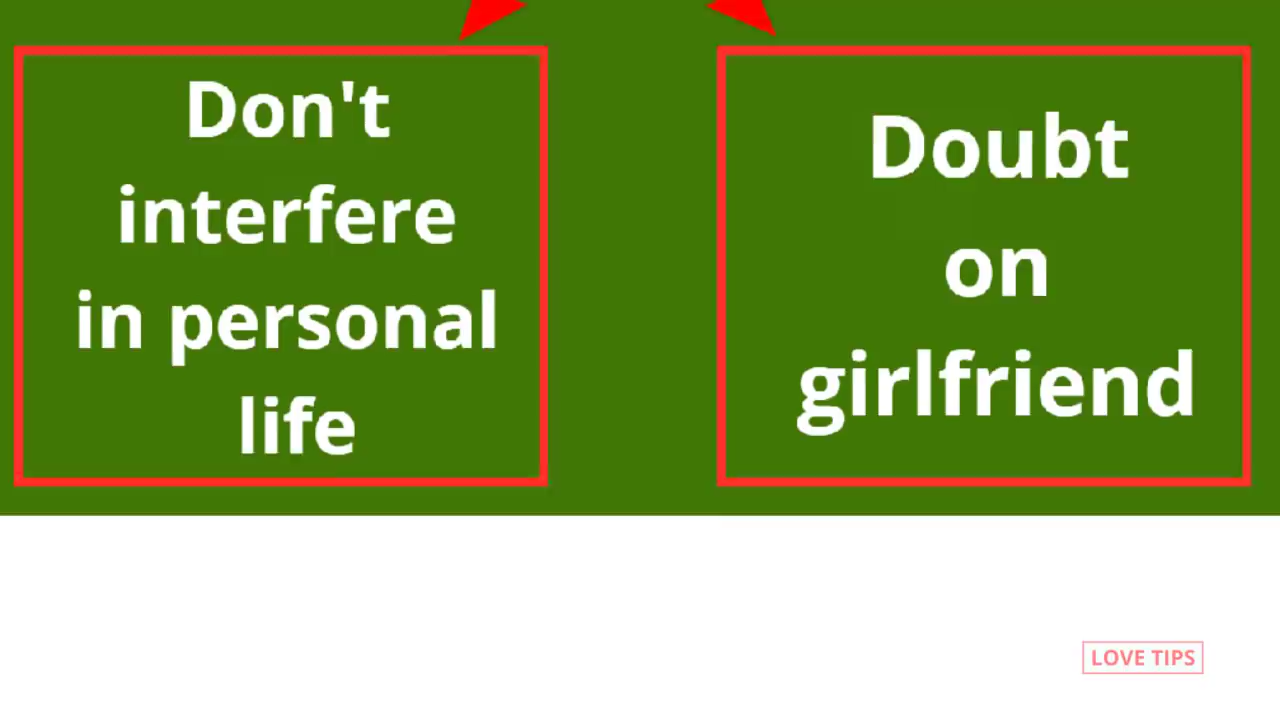 Don't
interfere
in personal
life
Doubt
on
girlfriend
LOVE TIPS